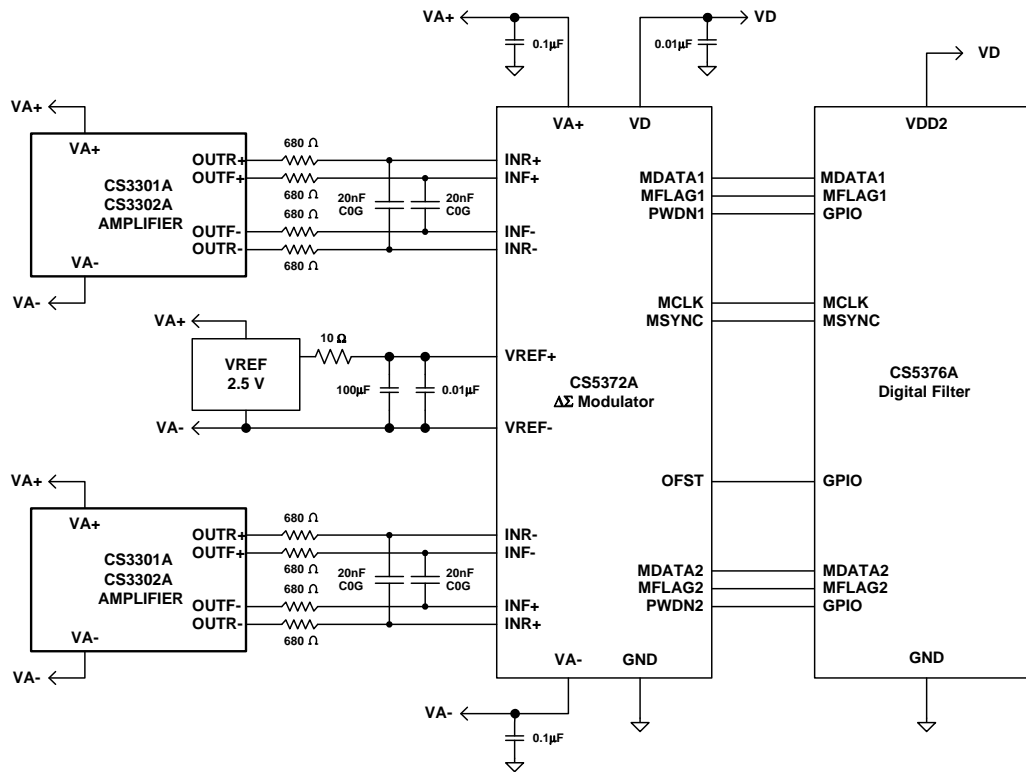 VA+
0.1µF
VD
0.01µF
VD
VA+
VA+
CS3301A
CS3302A
AMPLIFIER
VA-
VA-
OUTR+
OUTF+
OUTF-
OUTR-
680 Ω
680 Ω
680 Ω
680 Ω
20nF
C0G
20nF
C0G
VA+
VREF
2.5 V
VA-
10 Ω
100µF
0.01µF
VA+
VA+
CS3301A
CS3302A
AMPLIFIER
VA-
VA-
OUTR+
OUTF+
OUTF-
OUTR-
680 Ω
680 Ω
680 Ω
680 Ω
20nF
C0G
20nF
C0G
VA+
VD
INR+
INF+
INF-
INR-
VREF+
VREF-
CS5372A
ΔΣ Modulator
INR-
INF-
INF+
INR+
VA-
GND
MDATA1
MFLAG1
PWDN1
MCLK
MSYNC
OFST
MDATA2
MFLAG2
PWDN2
VDD2
MDATA1
MFLAG1
GPIO
MCLK
MSYNC
CS5376A
Digital Filter
GPIO
MDATA2
MFLAG2
GPIO
GND
VA-
0.1µF